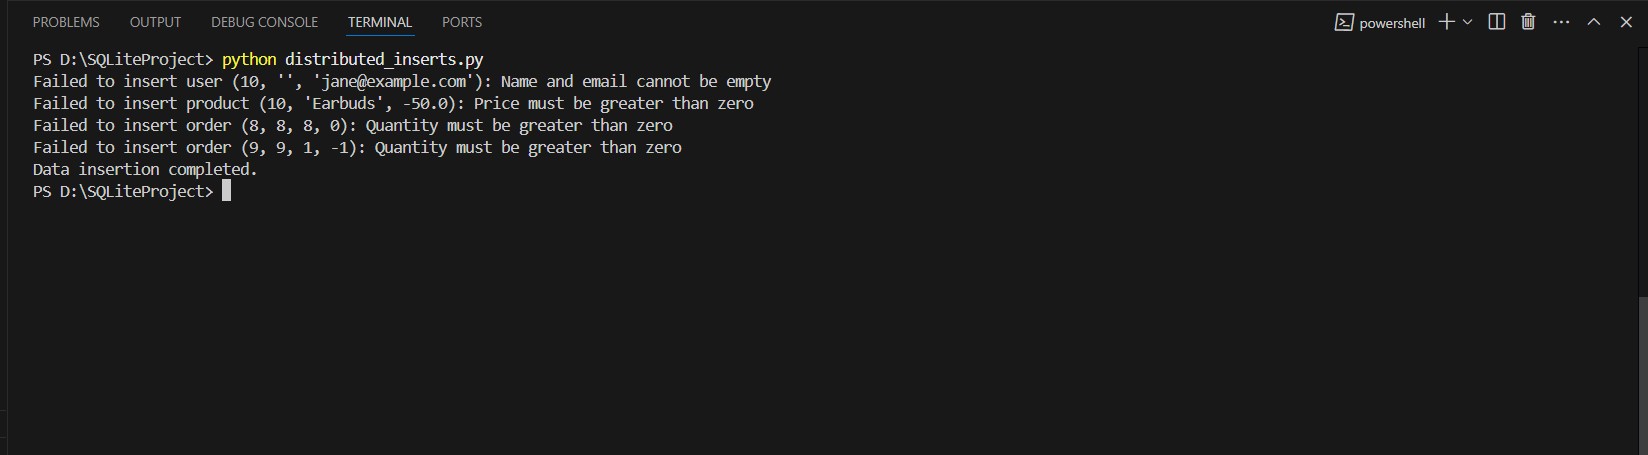 PROBLEMS OUTPUT DEBUG CONSOLE TERMINAL PORTS powershell
PS D:\SQLiteProject> python distributed_inserts.py
Failed to insert user (10, '', 'jane@example.com'): Name and email cannot be empty
Failed to insert product (10, 'Earbuds', -50.0): Price must be greater than zero
Failed to insert order (8, 8, 8, 0): Quantity must be greater than zero
Failed to insert order (9, 9, 1, -1): Quantity must be greater than zero
Data insertion completed.
PS D:\SQLiteProject>